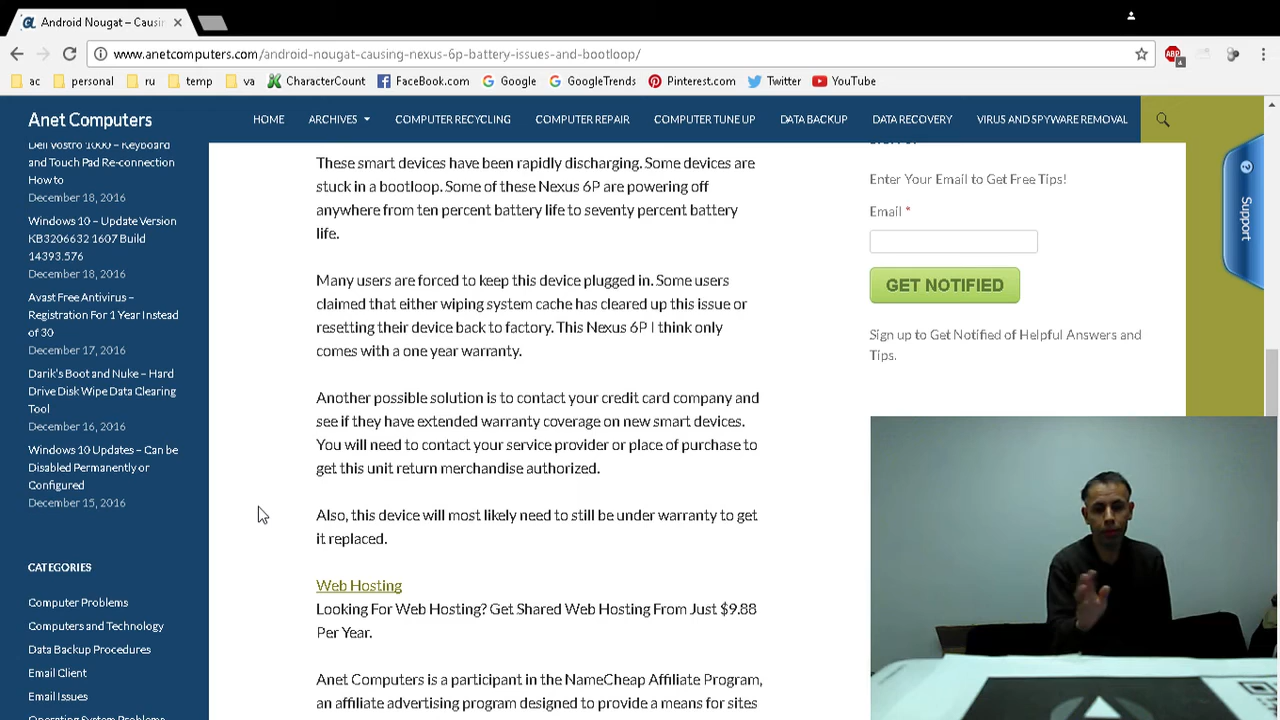 Android Nougat – Causi
www.anetcomputers.com/android-nougat-causing-nexus-6p-battery-issues-and-bootloop/
ac personal ru temp va CharacterCount FaceBook.com Google GoogleTrends Pinterest.com Twitter YouTube
Anet Computers
HOME ARCHIVES COMPUTER RECYCLING COMPUTER REPAIR COMPUTER TUNE UP DATA BACKUP DATA RECOVERY VIRUS AND SPYWARE REMOVAL
Dell Vostro 1000 – Keyboard
and Touch Pad Re-connection
How to
December 18, 2016
Windows 10 – Update Version
KB3206632 1607 Build
14393.576
December 18, 2016
Avast Free Antivirus –
Registration For 1 Year Instead
of 30
December 17, 2016
Darik's Boot and Nuke – Hard
Drive Disk Wipe Data Clearing
Tool
December 16, 2016
Windows 10 Updates – Can be
Disabled Permanently or
Configured
December 15, 2016
CATEGORIES
Computer Problems
Computers and Technology
Data Backup Procedures
Email Client
Email Issues
Operating System Problems
These smart devices have been rapidly discharging. Some devices are
stuck in a bootloop. Some of these Nexus 6P are powering off
anywhere from ten percent battery life to seventy percent battery
life.
Many users are forced to keep this device plugged in. Some users
claimed that either wiping system cache has cleared up this issue or
resetting their device back to factory. This Nexus 6P I think only
comes with a one year warranty.
Another possible solution is to contact your credit card company and
see if they have extended warranty coverage on new smart devices.
You will need to contact your service provider or place of purchase to
get this unit return merchandise authorized.
Also, this device will most likely need to still be under warranty to get
it replaced.
Web Hosting
Looking For Web Hosting? Get Shared Web Hosting From Just $9.88
Per Year.
Anet Computers is a participant in the NameCheap Affiliate Program,
an affiliate advertising program designed to provide a means for sites
Enter Your Email to Get Free Tips!
Email *
GET NOTIFIED
Sign up to Get Notified of Helpful Answers and
Tips.
Support
ABP
4